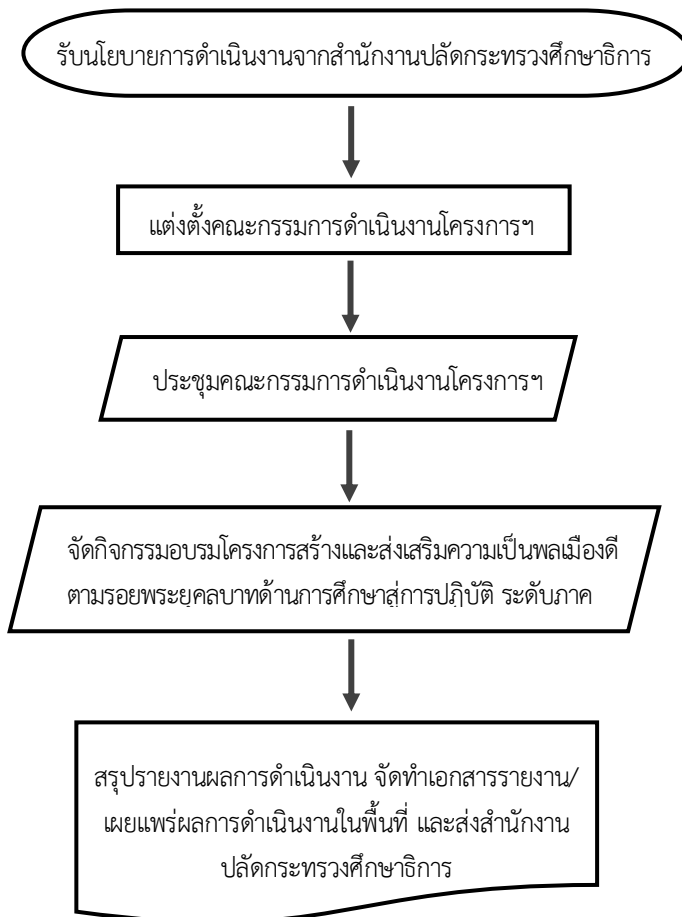 รับนโยบายการดำเนินงานจากสำนักงานปลัดกระทรวงศึกษาธิการ
แต่งตั้งคณะกรรมการดำเนินงานโครงการฯ
ประชุมคณะกรรมการดำเนินงานโครงการฯ
จัดกิจกรรมอบรมโครงการสร้างและส่งเสริมความเป็นพลเมืองดี
ตามรอยพระยุคลบาทด้านการศึกษาสู่การปฏิบัติ ระดับภาค
สรุปรายงานผลการดำเนินงาน จัดทำเอกสารรายงาน/
เผยแพร่ผลการดำเนินงานในพื้นที่ และส่งสำนักงาน
ปลัดกระทรวงศึกษาธิการ